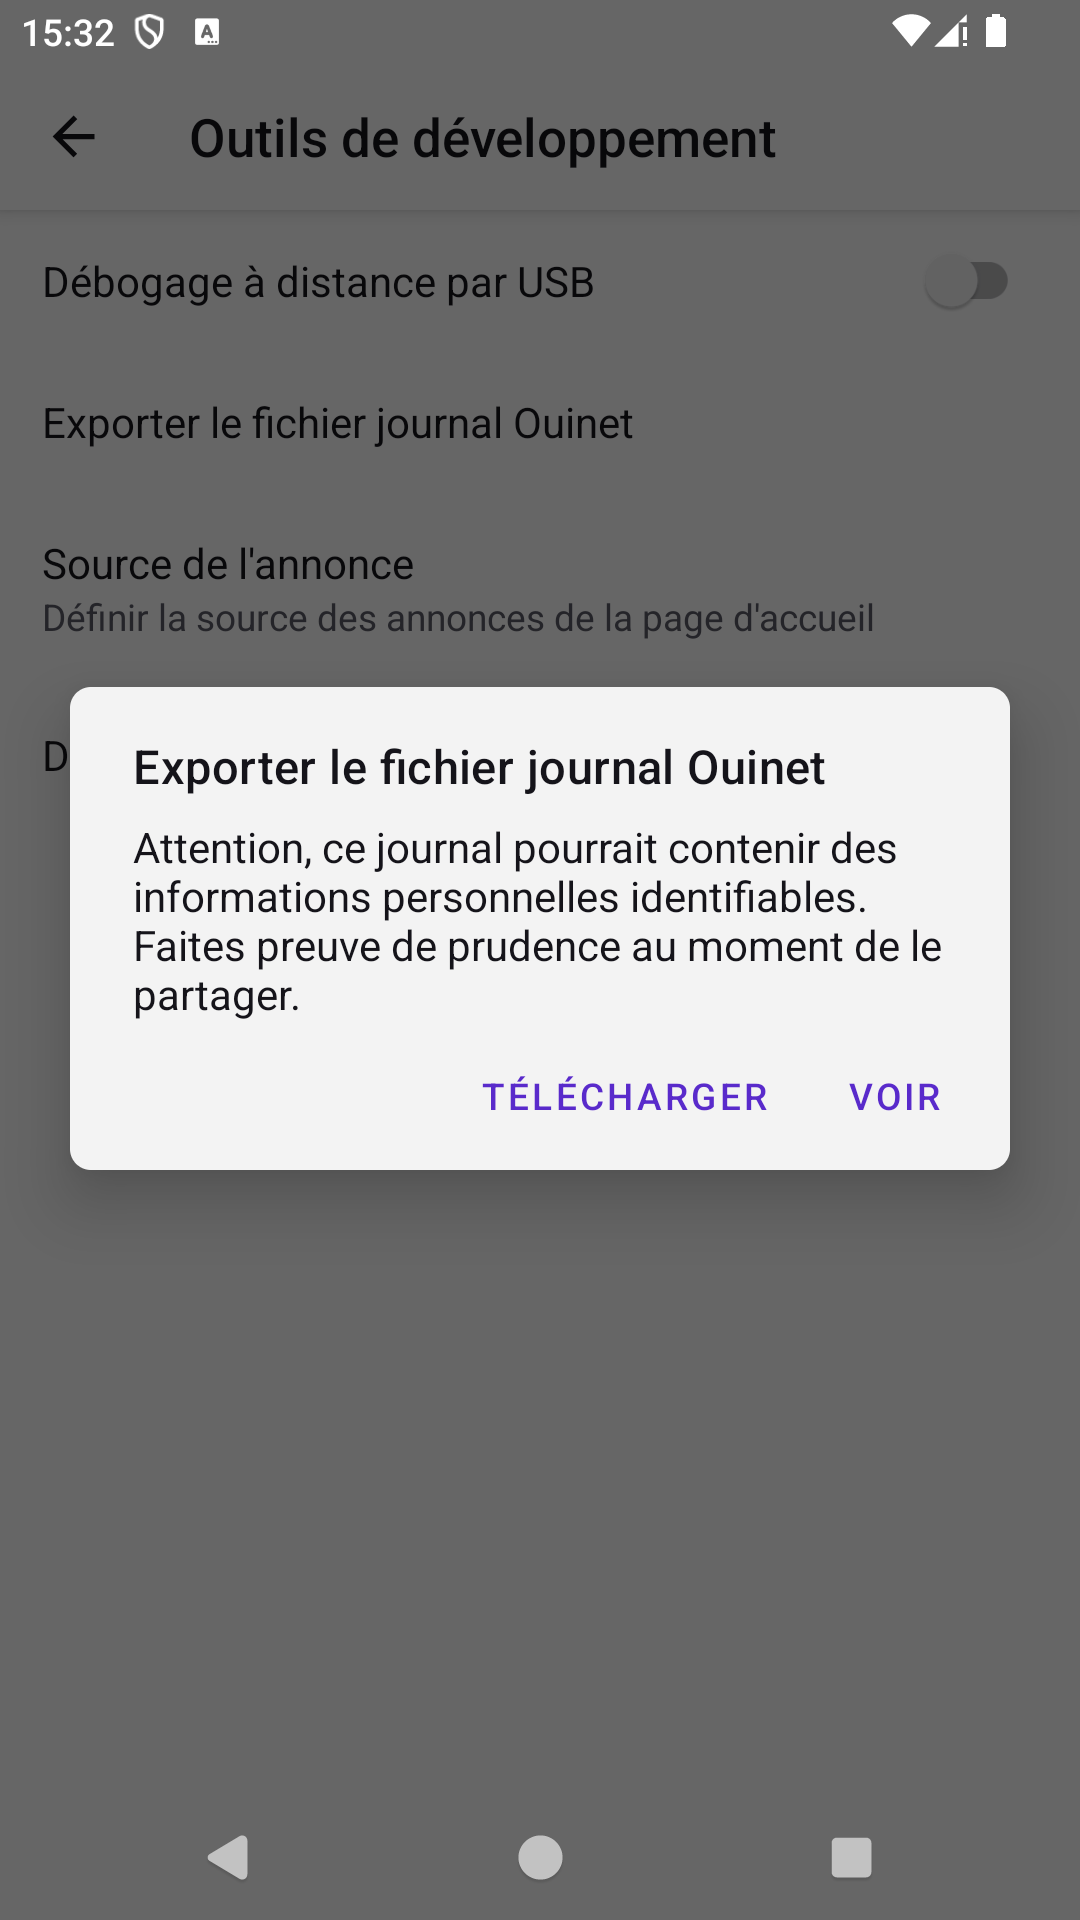 15:32
Outils de développement
Débogage à distance par USB
Exporter le fichier journal Ouinet
Source de l'annonce
Définir la source des annonces de la page d'accueil
D
Exporter le fichier journal Ouinet
Attention, ce journal pourrait contenir des
informations personnelles identifiables.
Faites preuve de prudence au moment de le
partager.
TÉLÉCHARGER VOIR